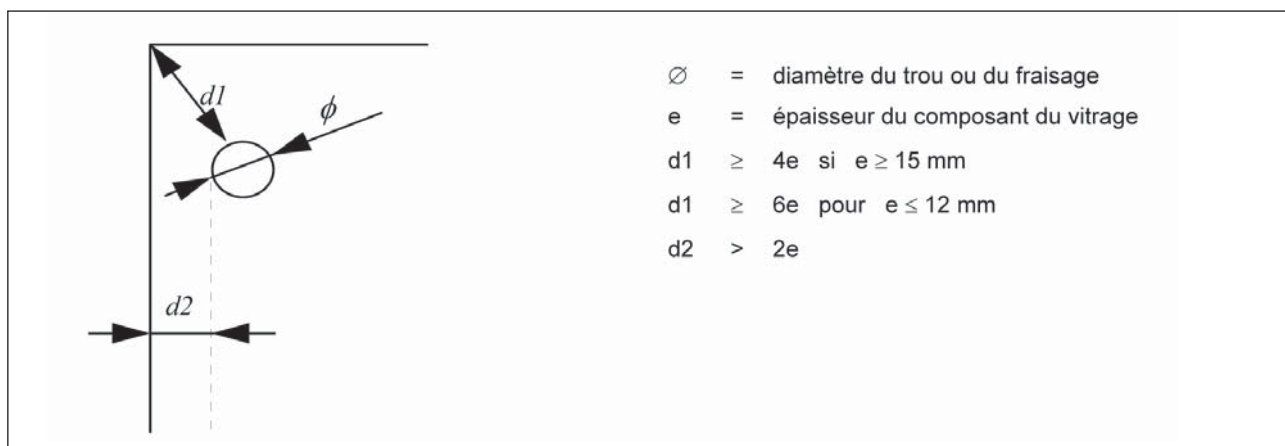 d1
ϕ
d2
∅ = diamètre du trou ou du fraisage
e = épaisseur du composant du vitrage
d1 ≥ 4e si e ≥ 15 mm
d1 ≥ 6e pour e ≤ 12 mm
d2 > 2e